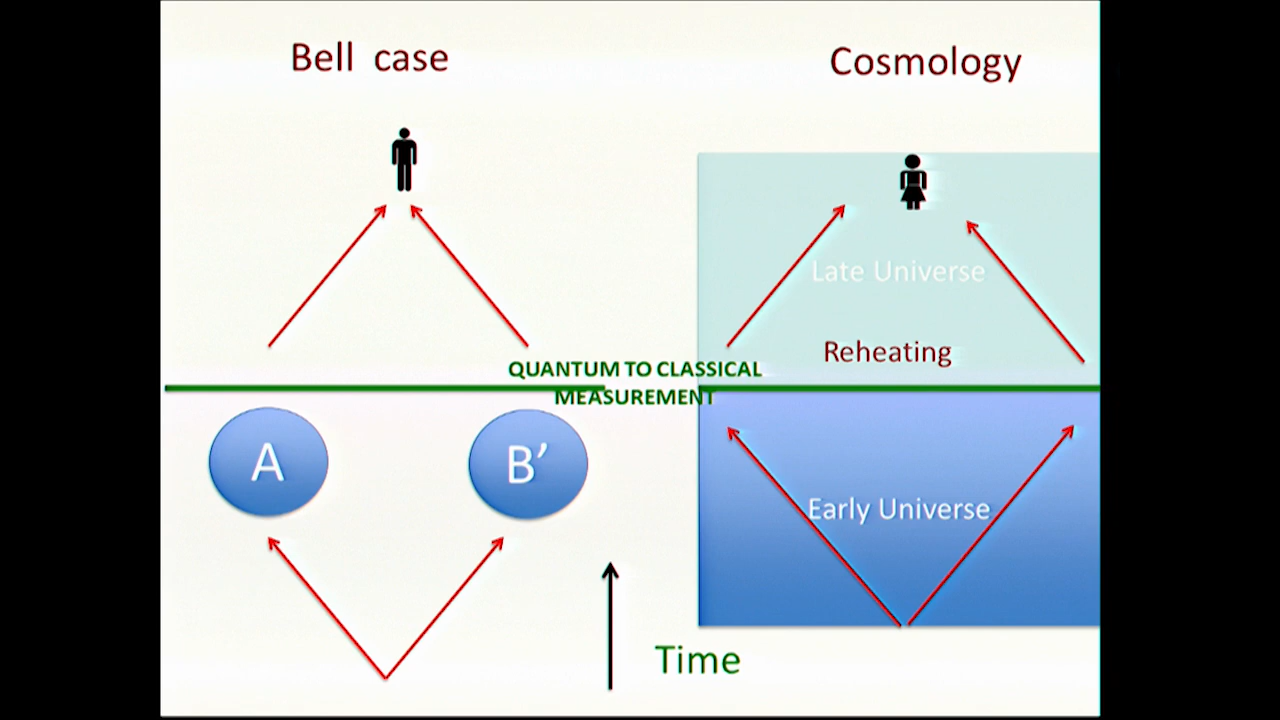 Bell case
Cosmology
Late Universe
Reheating
QUANTUM TO CLASSICAL
MEASUREMENT
A
B’
Early Universe
Time